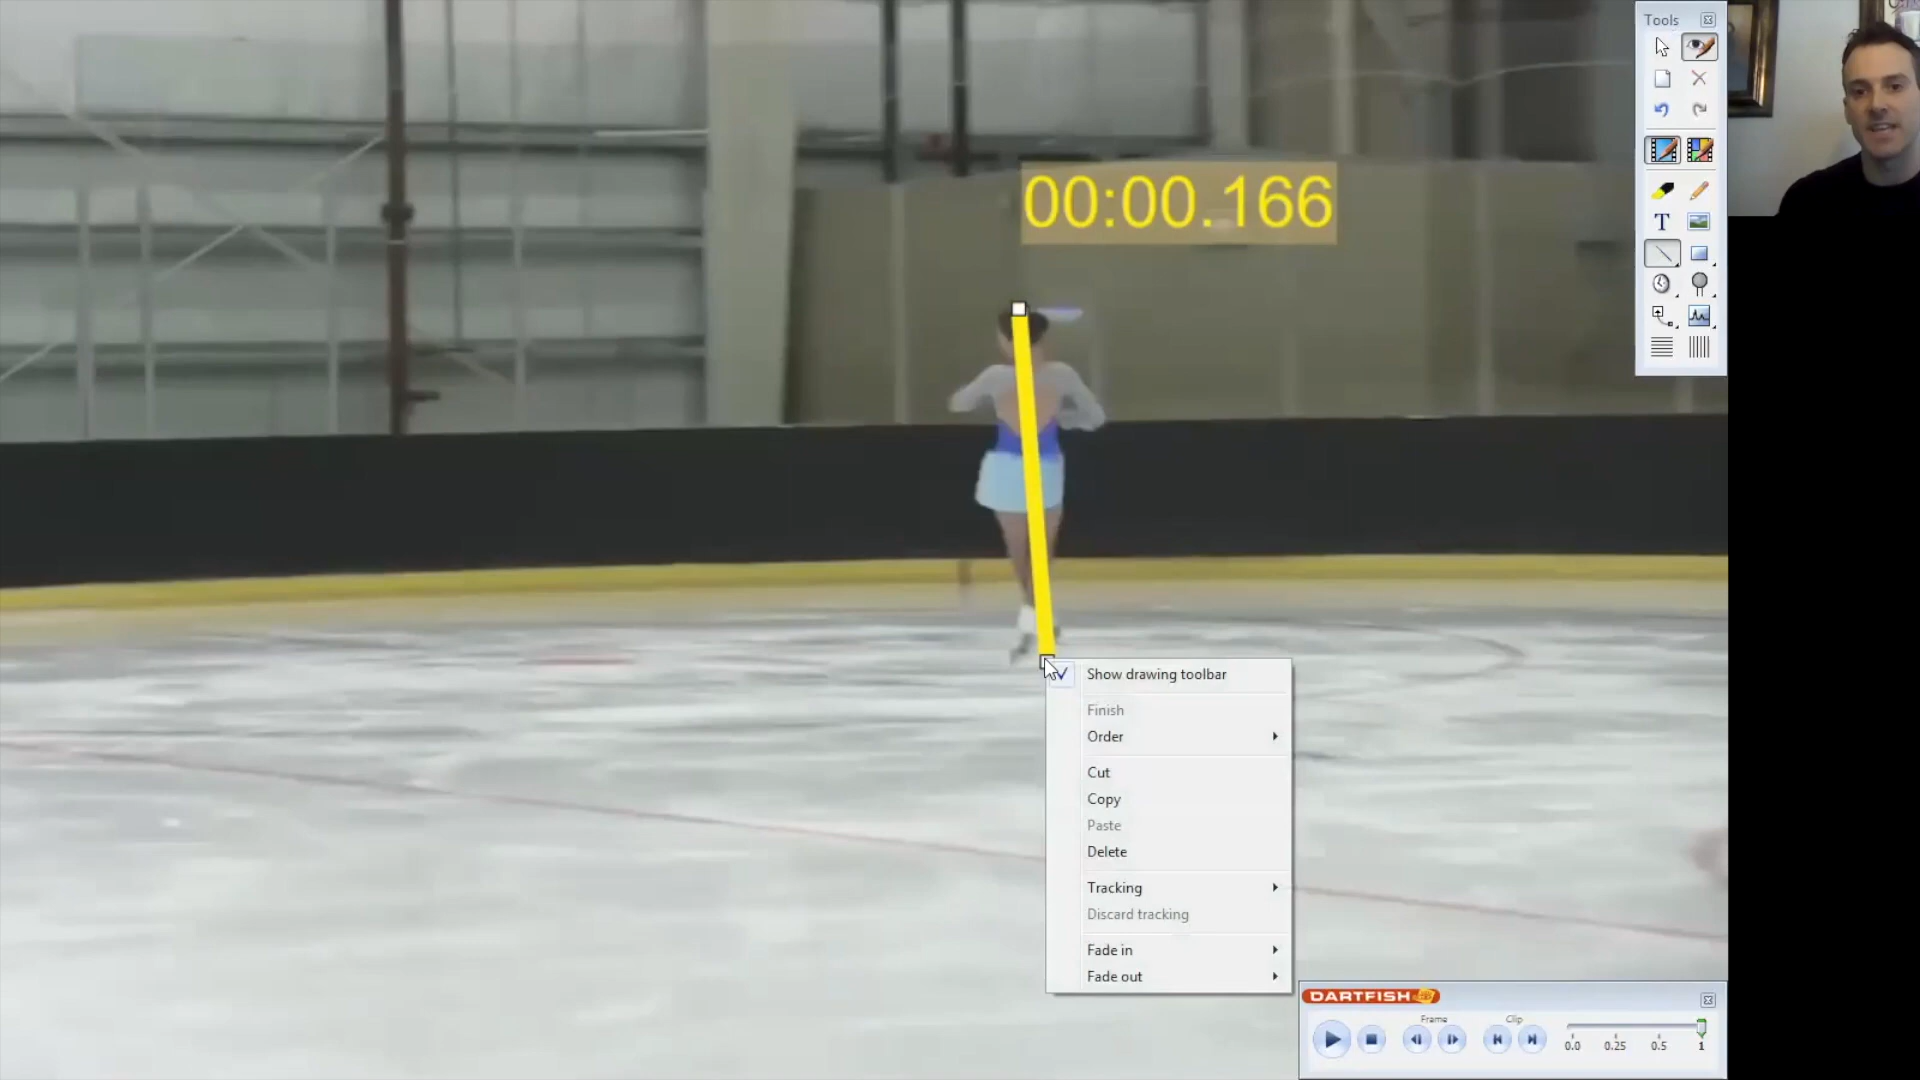 Tools
T
00:00.166
Show drawing toolbar
Finish
Order
Cut
Copy
Paste
Delete
Tracking
Discard tracking
Fade in
Fade out
DARTFISH
Frame
Clip
0.0 0.25 0.5 1